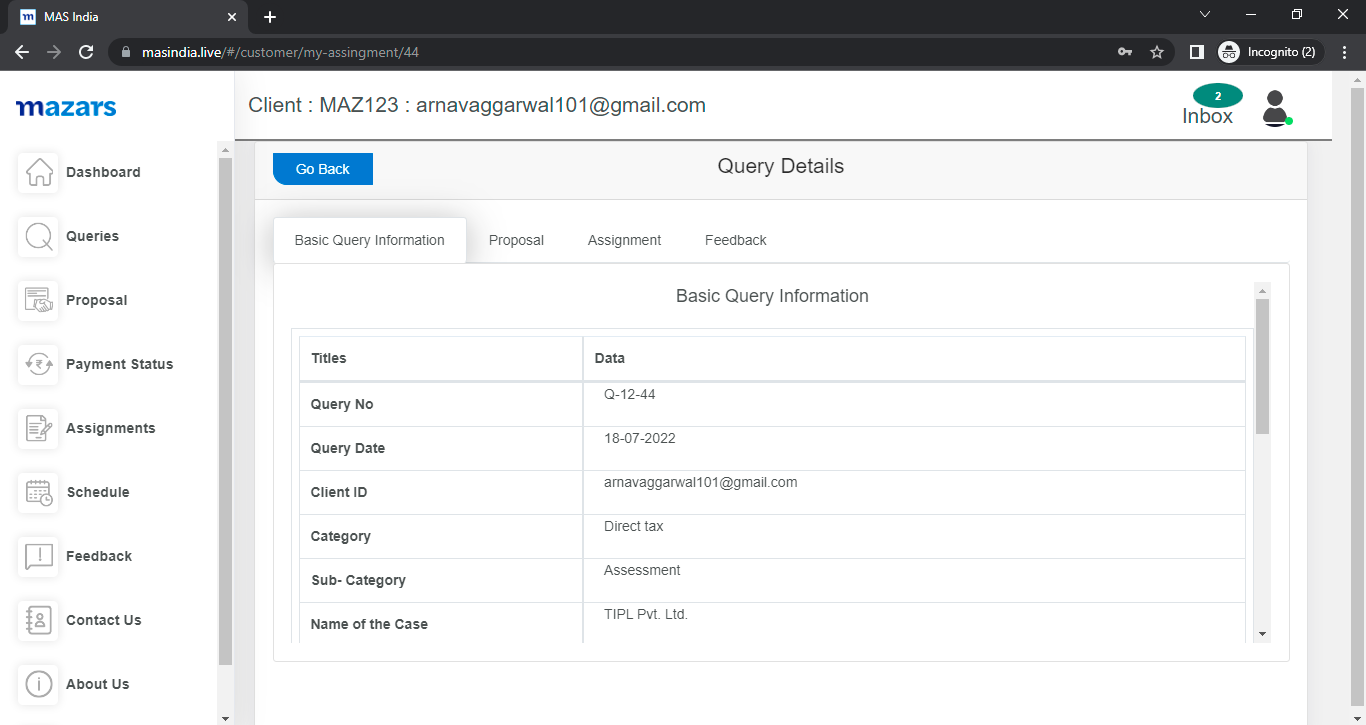 MAS India
masindia.live/#/customer/my-assingment/44
Incognito (2)
mazars
Client : MAZ123 : arnavaggarwal101@gmail.com
2
Inbox
Dashboard
Queries
Proposal
Payment Status
Assignments
Schedule
Feedback
Contact Us
About Us
Go Back
Query Details
Basic Query Information Proposal Assignment Feedback
Basic Query Information
Titles Data
Query No Q-12-44
Query Date 18-07-2022
Client ID arnavaggarwal101@gmail.com
Category Direct tax
Sub- Category Assessment
Name of the Case TIPL Pvt. Ltd.